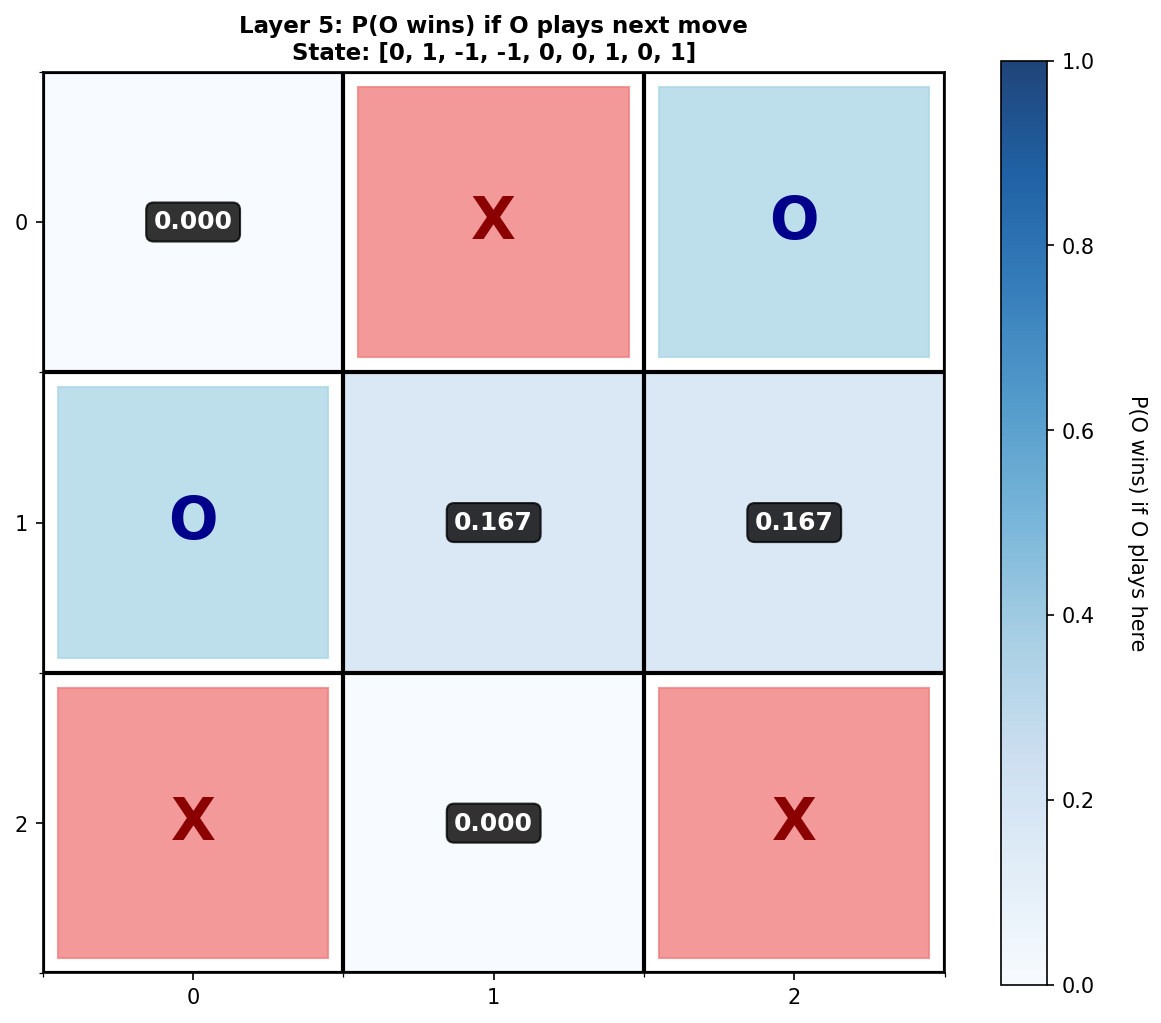 Layer 5: P(O wins) if O plays next move
State: [0, 1, -1, -1, 0, 0, 1, 0, 1]
0
0.000
X
O
1
O
0.167
0.167
2
X
0.000
X
0
1
2
1.0
0.8
0.6
0.4
0.2
0.0
P(O wins) if O plays here